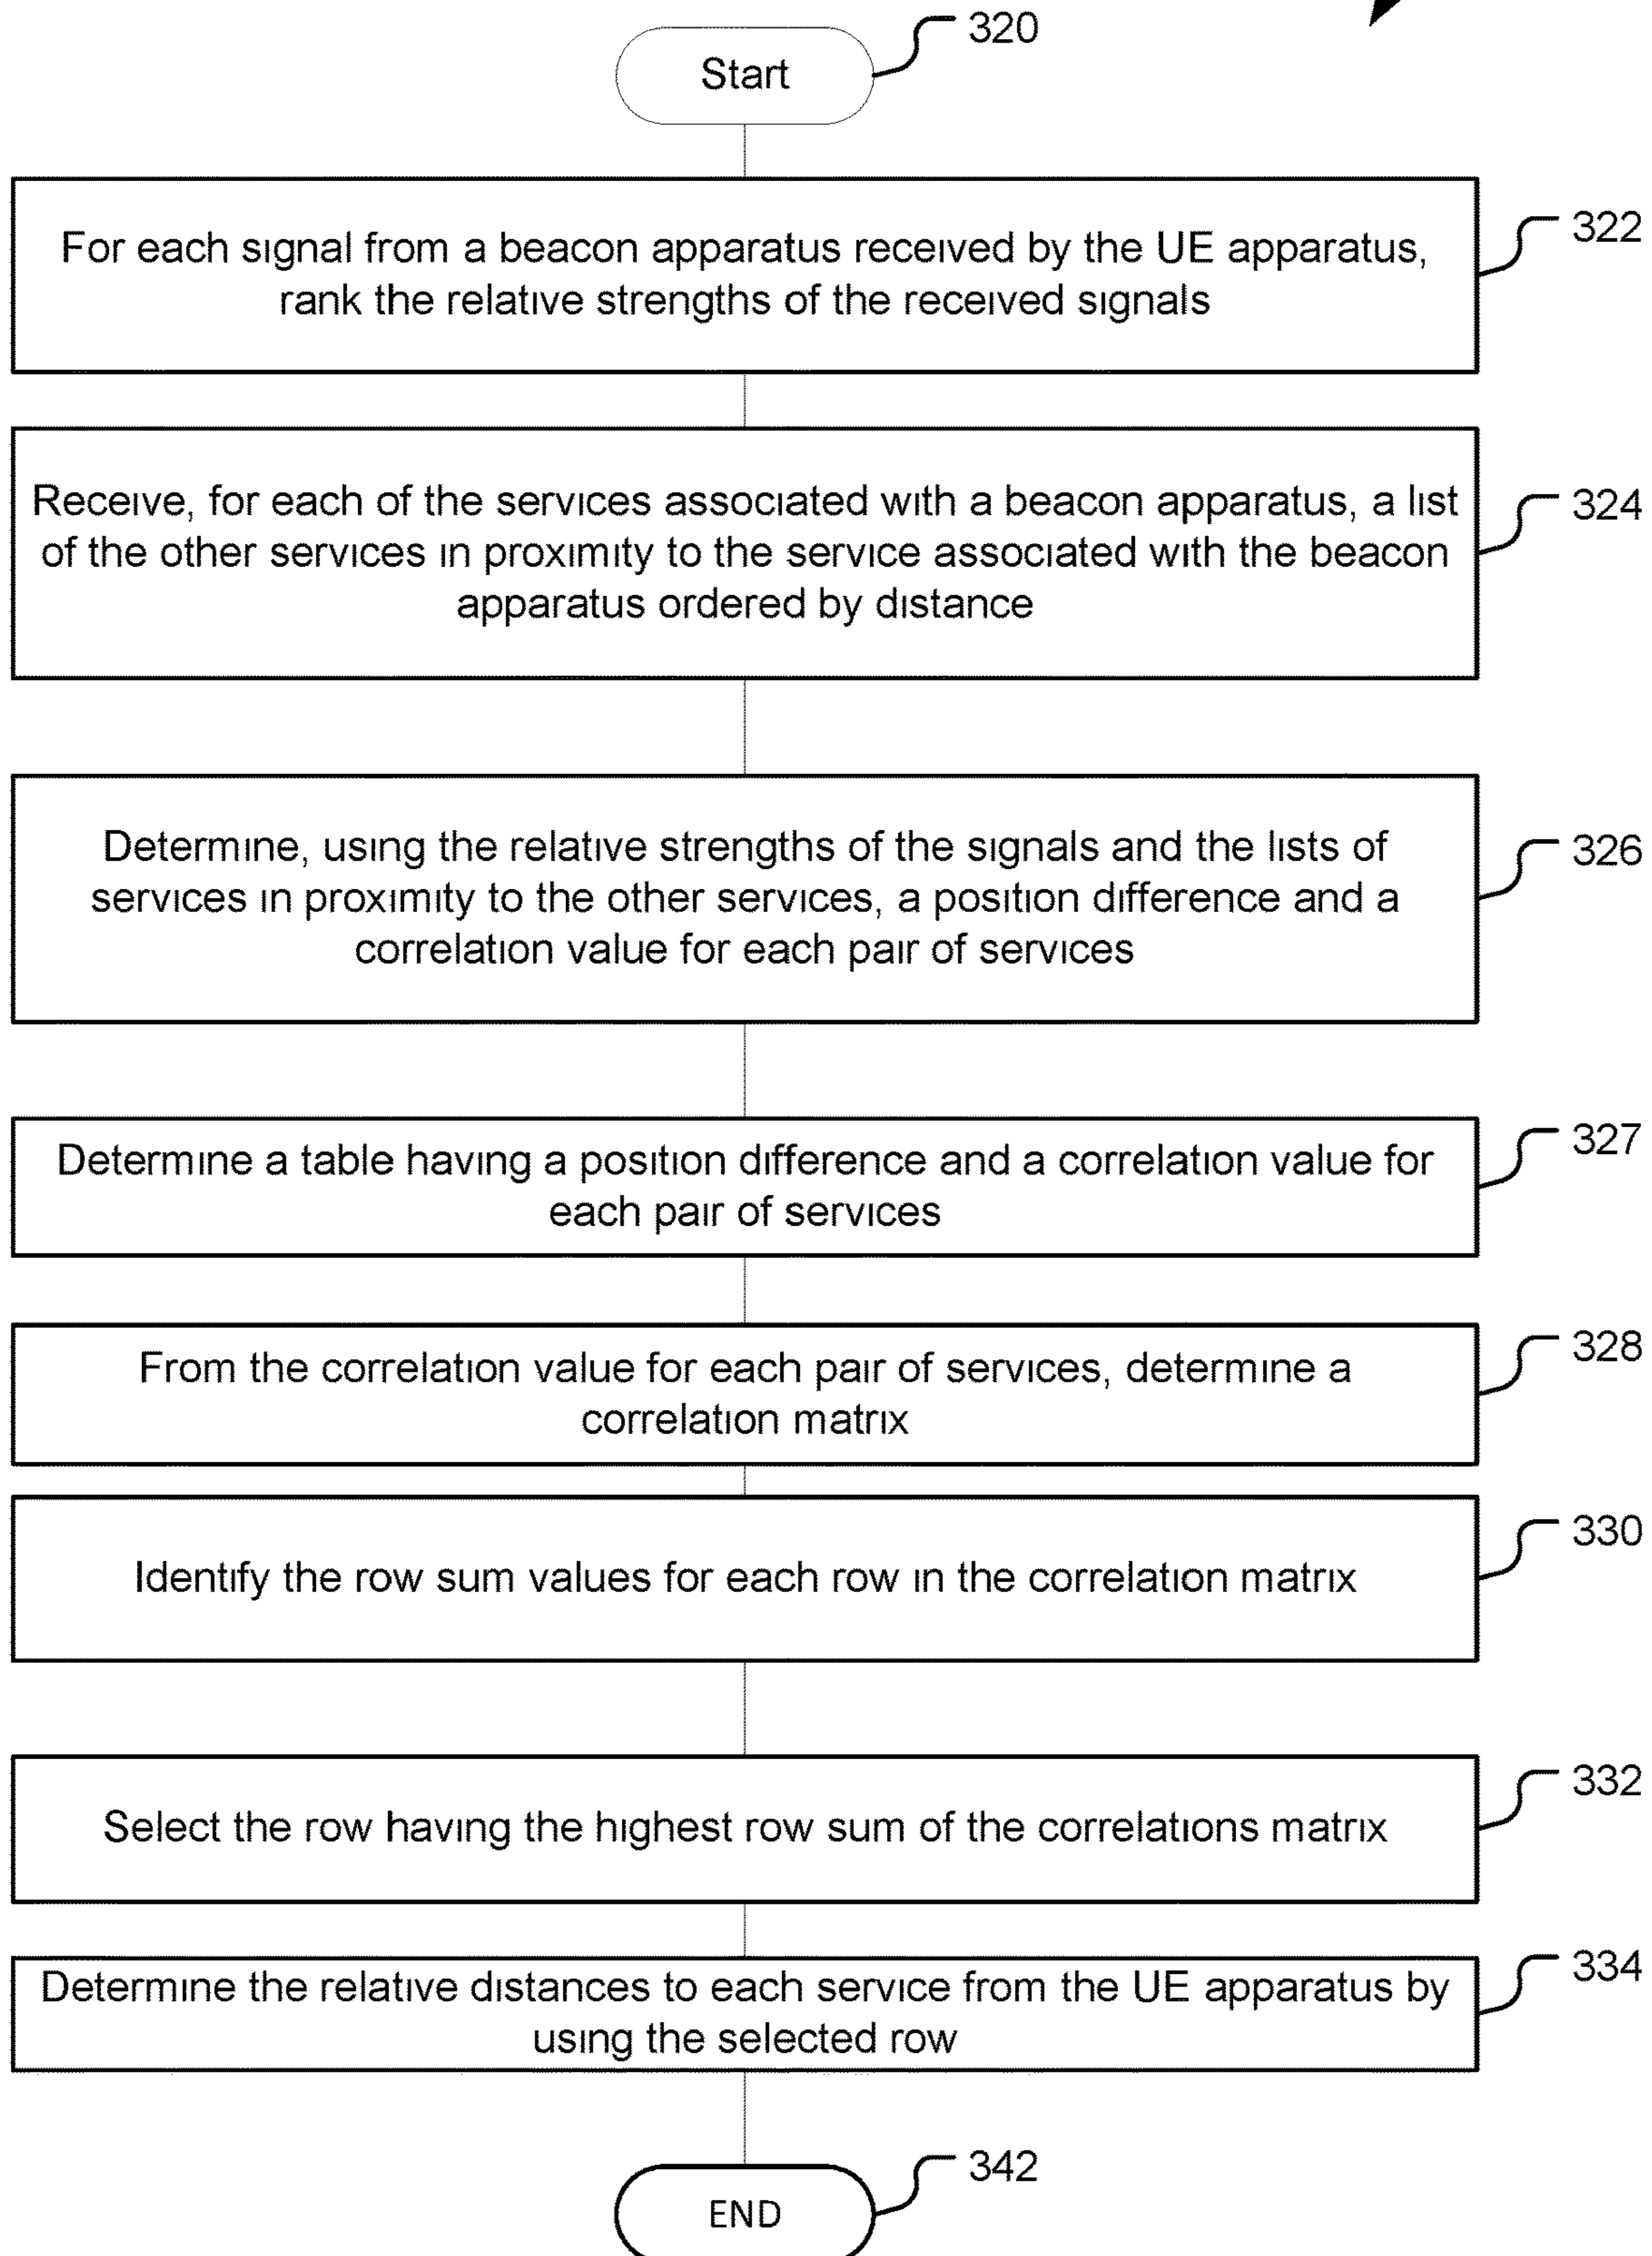 320
Start
322
For each signal from a beacon apparatus received by the UE apparatus,
rank the relative strengths of the received signals
324
Receive, for each of the services associated with a beacon apparatus, a list
of the other services in proximity to the service associated with the beacon
apparatus ordered by distance
326
Determine, using the relative strengths of the signals and the lists of
services in proximity to the other services, a position difference and a
correlation value for each pair of services
327
Determine a table having a position difference and a correlation value for
each pair of services
328
From the correlation value for each pair of services, determine a
correlation matrix
330
Identify the row sum values for each row in the correlation matrix
332
Select the row having the highest row sum of the correlations matrix
334
Determine the relative distances to each service from the UE apparatus by
using the selected row
342
END